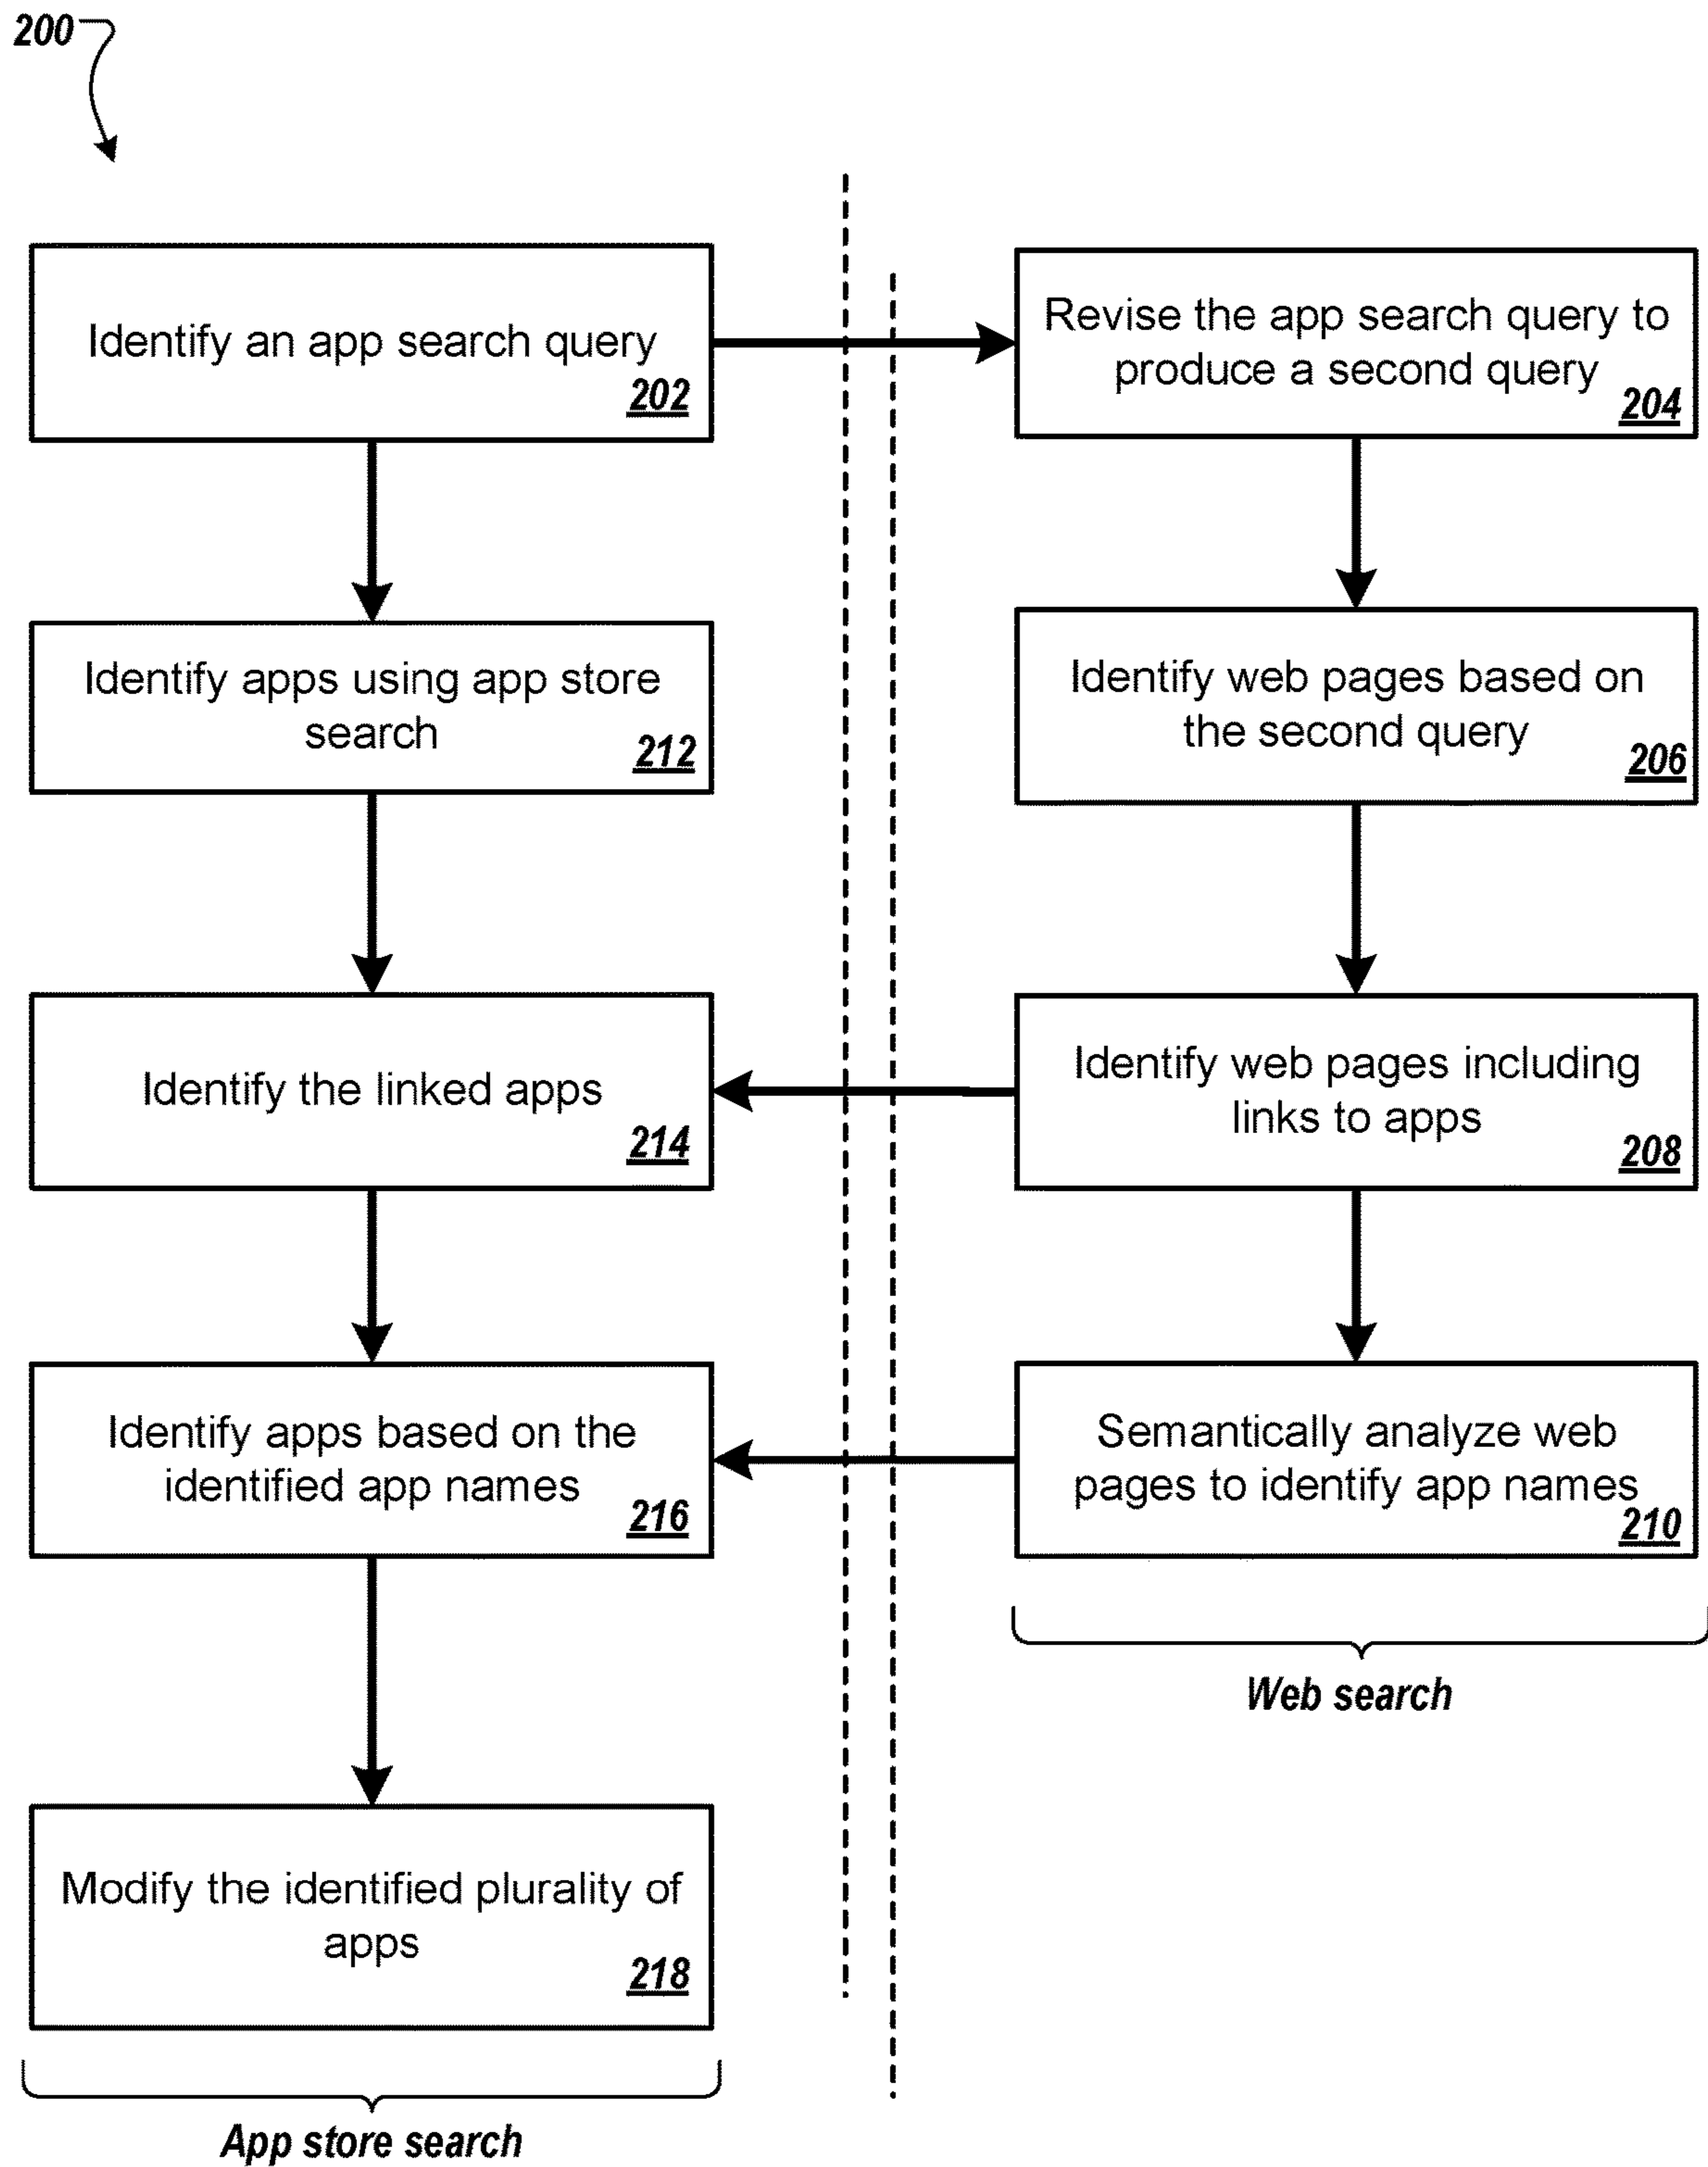 200
Identify an app search query
202
Revise the app search query to
produce a second query
204
Identify apps using app store
search
212
Identify web pages based on
the second query
206
Identify the linked apps
214
Identify web pages including
links to apps
208
Identify apps based on the
identified app names
216
Semantically analyze web
pages to identify app names
210
Web search
Modify the identified plurality of
apps
218
App store search